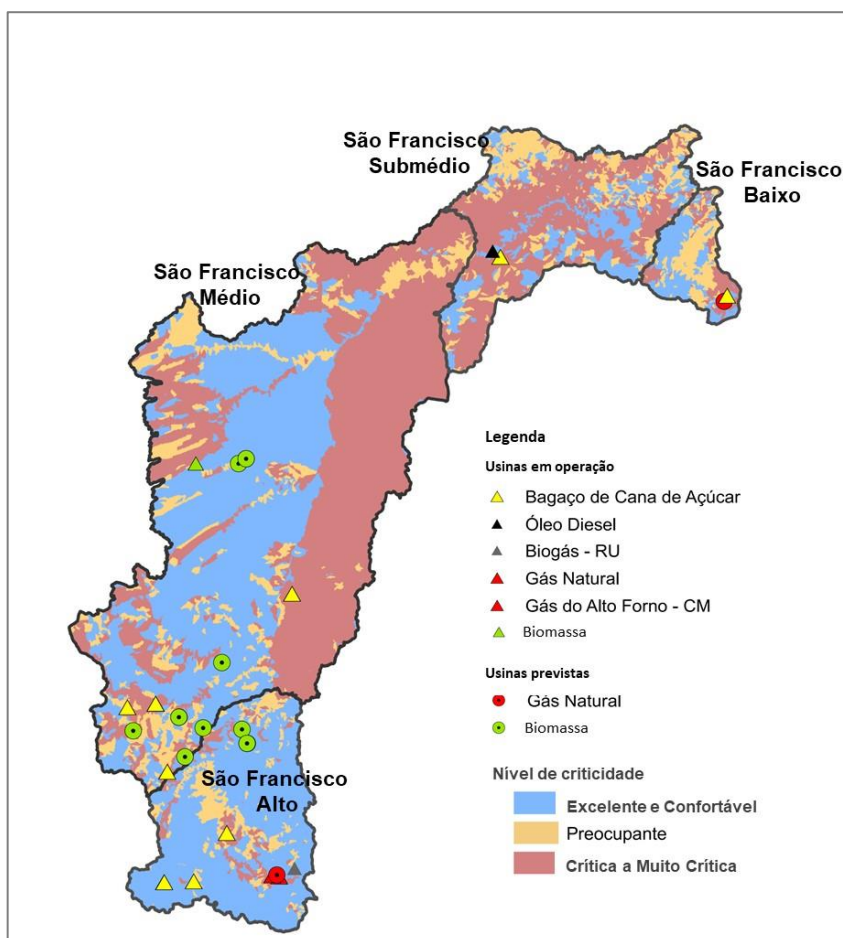 São Francisco
Submédio
São Francisco
Baixo
São Francisco
Médio
Legenda
Usinas em operação
Bagaço de Cana de Açúcar
Óleo Diesel
Biogás - RU
Gás Natural
Gás do Alto Forno - CM
Biomassa
Usinas previstas
Gás Natural
Biomassa
São Francisco
Alto
Nível de criticidade
Excelente e Confortável
Preocupante
Crítica a Muito Crítica